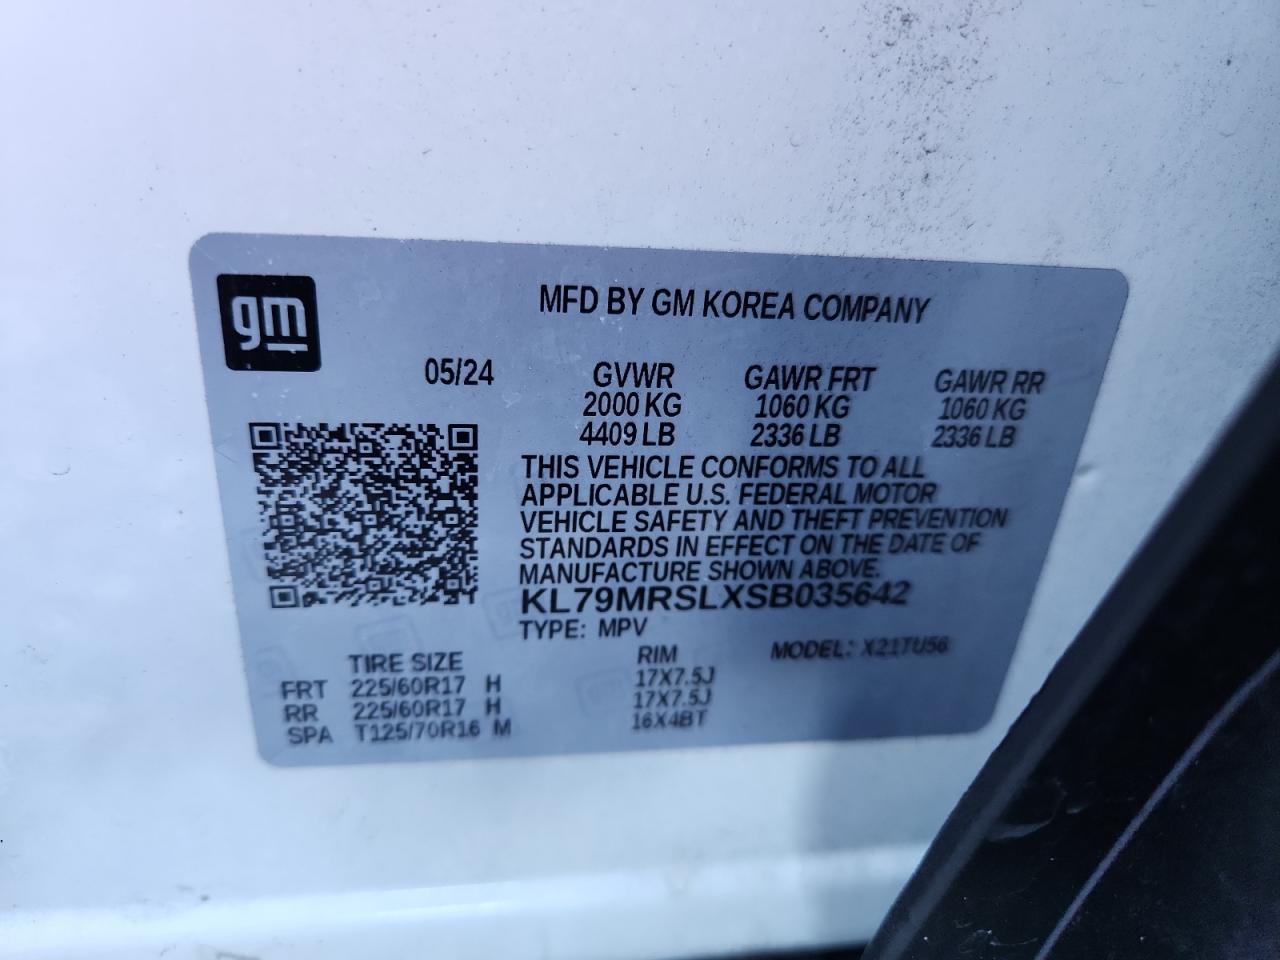 gm
MFD BY GM KOREA COMPANY
05/24 GVWR GAWR FRT GAWR RR
2000 KG 1060 KG 1060 KG
4409 LB 2336 LB 2336 LB
THIS VEHICLE CONFORMS TO ALL
APPLICABLE U.S. FEDERAL MOTOR
VEHICLE SAFETY AND THEFT PREVENTION
STANDARDS IN EFFECT ON THE DATE OF
MANUFACTURE SHOWN ABOVE.
KL79MRSLXSB035642
TYPE: MPV
TIRE SIZE RIM MODEL: X21TU56
FRT 225/60R17 H 17X7.5J
RR 225/60R17 H 17X7.5J
SPA T125/70R16 M 16X4BT